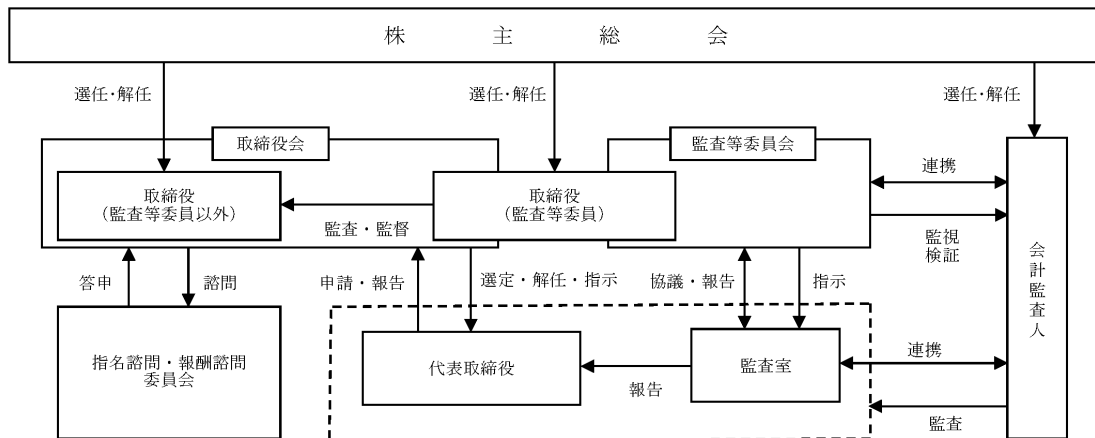 株主総会
選任・解任
選任・解任
選任・解任
取締役会
監査等委員会
取締役
（監査等委員以外）
取締役
（監査等委員）
監査・監督
連携
監視
検証
会計監査人
答申
諮問
申請・報告
選定・解任・指示
協議・報告
指示
指名諮問・報酬諮問
委員会
代表取締役
報告
監査室
連携
監査